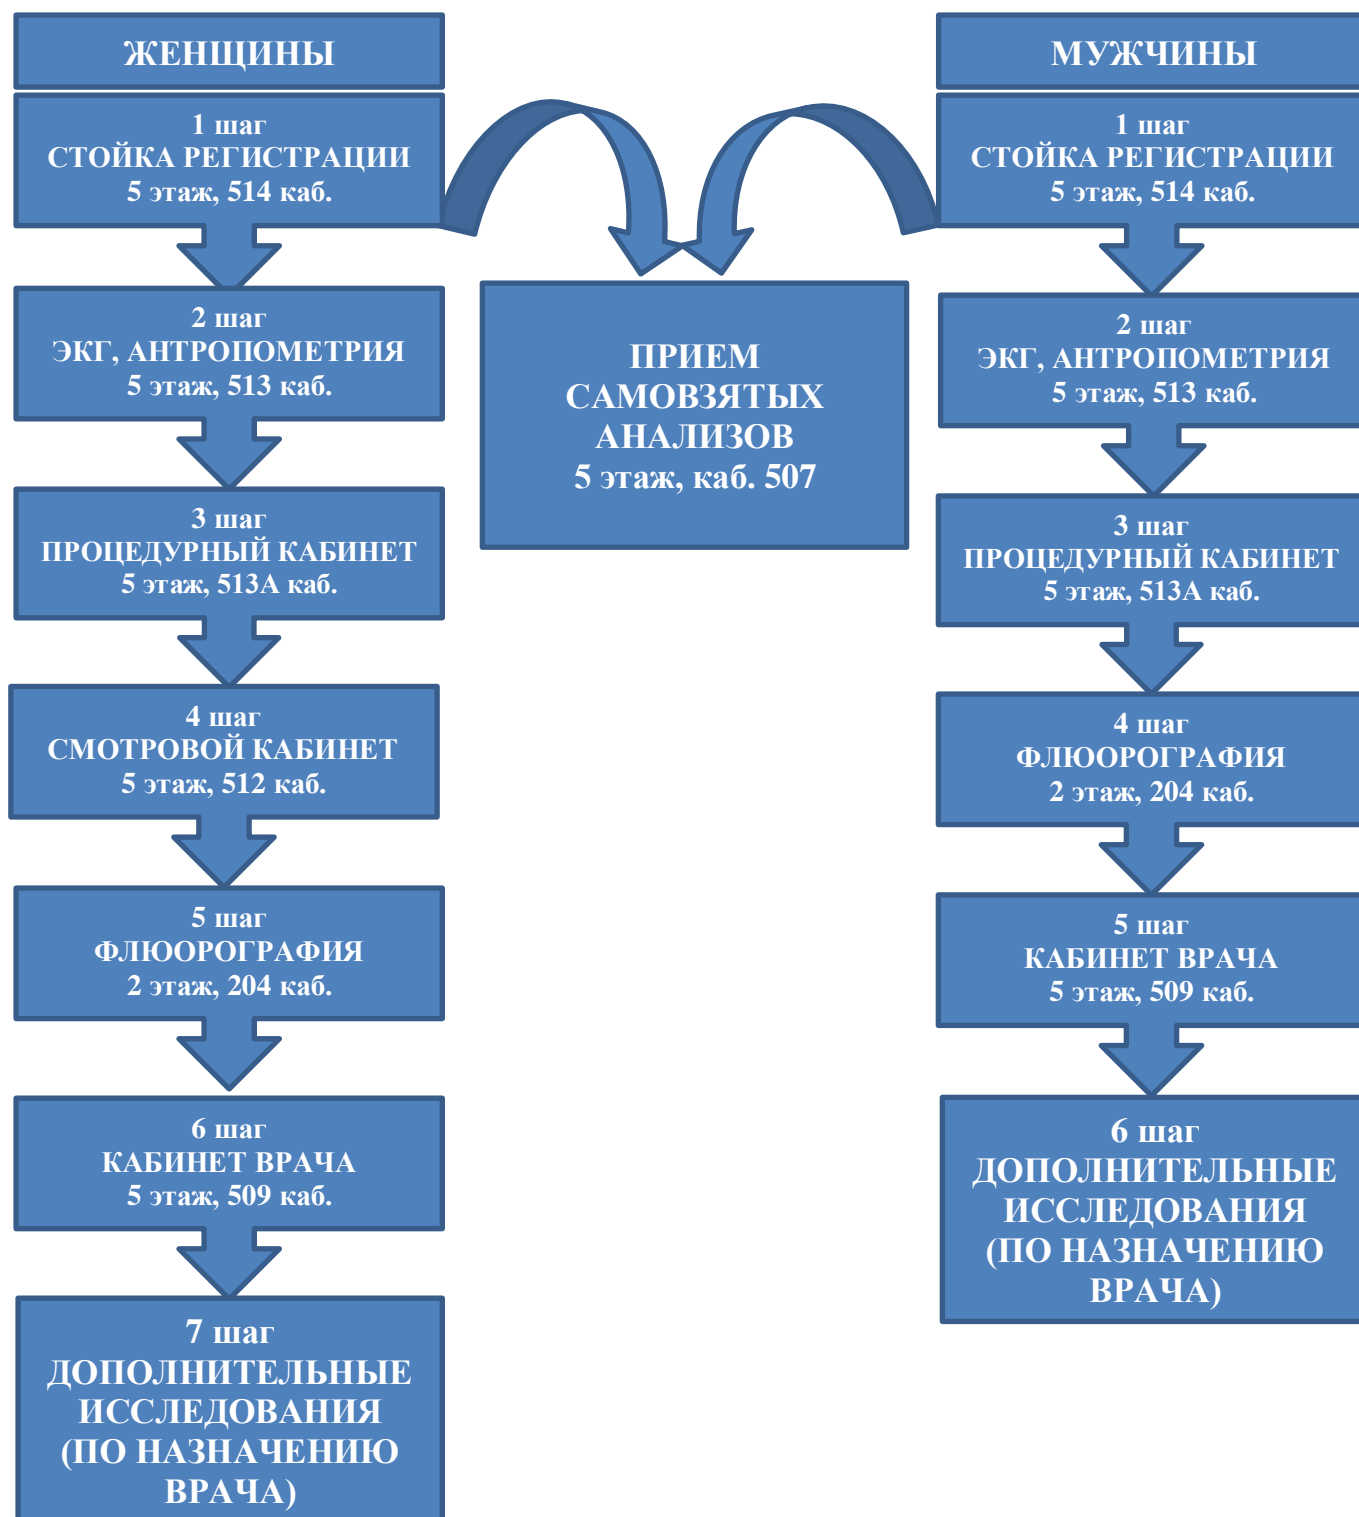 ЖЕНЩИНЫ
1 шаг
СТОЙКА РЕГИСТРАЦИИ
5 этаж, 514 каб.
2 шаг
ЭКГ, АНТРОПОМЕТРИЯ
5 этаж, 513 каб.
3 шаг
ПРОЦЕДУРНЫЙ КАБИНЕТ
5 этаж, 513А каб.
4 шаг
СМОТРОВОЙ КАБИНЕТ
5 этаж, 512 каб.
5 шаг
ФЛЮОРОГРАФИЯ
2 этаж, 204 каб.
6 шаг
КАБИНЕТ ВРАЧА
5 этаж, 509 каб.
7 шаг
ДОПОЛНИТЕЛЬНЫЕ
ИССЛЕДОВАНИЯ
(ПО НАЗНАЧЕНИЮ
ВРАЧА)
ПРИЕМ
САМОВЗЯТЫХ
АНАЛИЗОВ
5 этаж, каб. 507
МУЖЧИНЫ
1 шаг
СТОЙКА РЕГИСТРАЦИИ
5 этаж, 514 каб.
2 шаг
ЭКГ, АНТРОПОМЕТРИЯ
5 этаж, 513 каб.
3 шаг
ПРОЦЕДУРНЫЙ КАБИНЕТ
5 этаж, 513А каб.
4 шаг
ФЛЮОРОГРАФИЯ
2 этаж, 204 каб.
5 шаг
КАБИНЕТ ВРАЧА
5 этаж, 509 каб.
6 шаг
ДОПОЛНИТЕЛЬНЫЕ
ИССЛЕДОВАНИЯ
(ПО НАЗНАЧЕНИЮ
ВРАЧА)